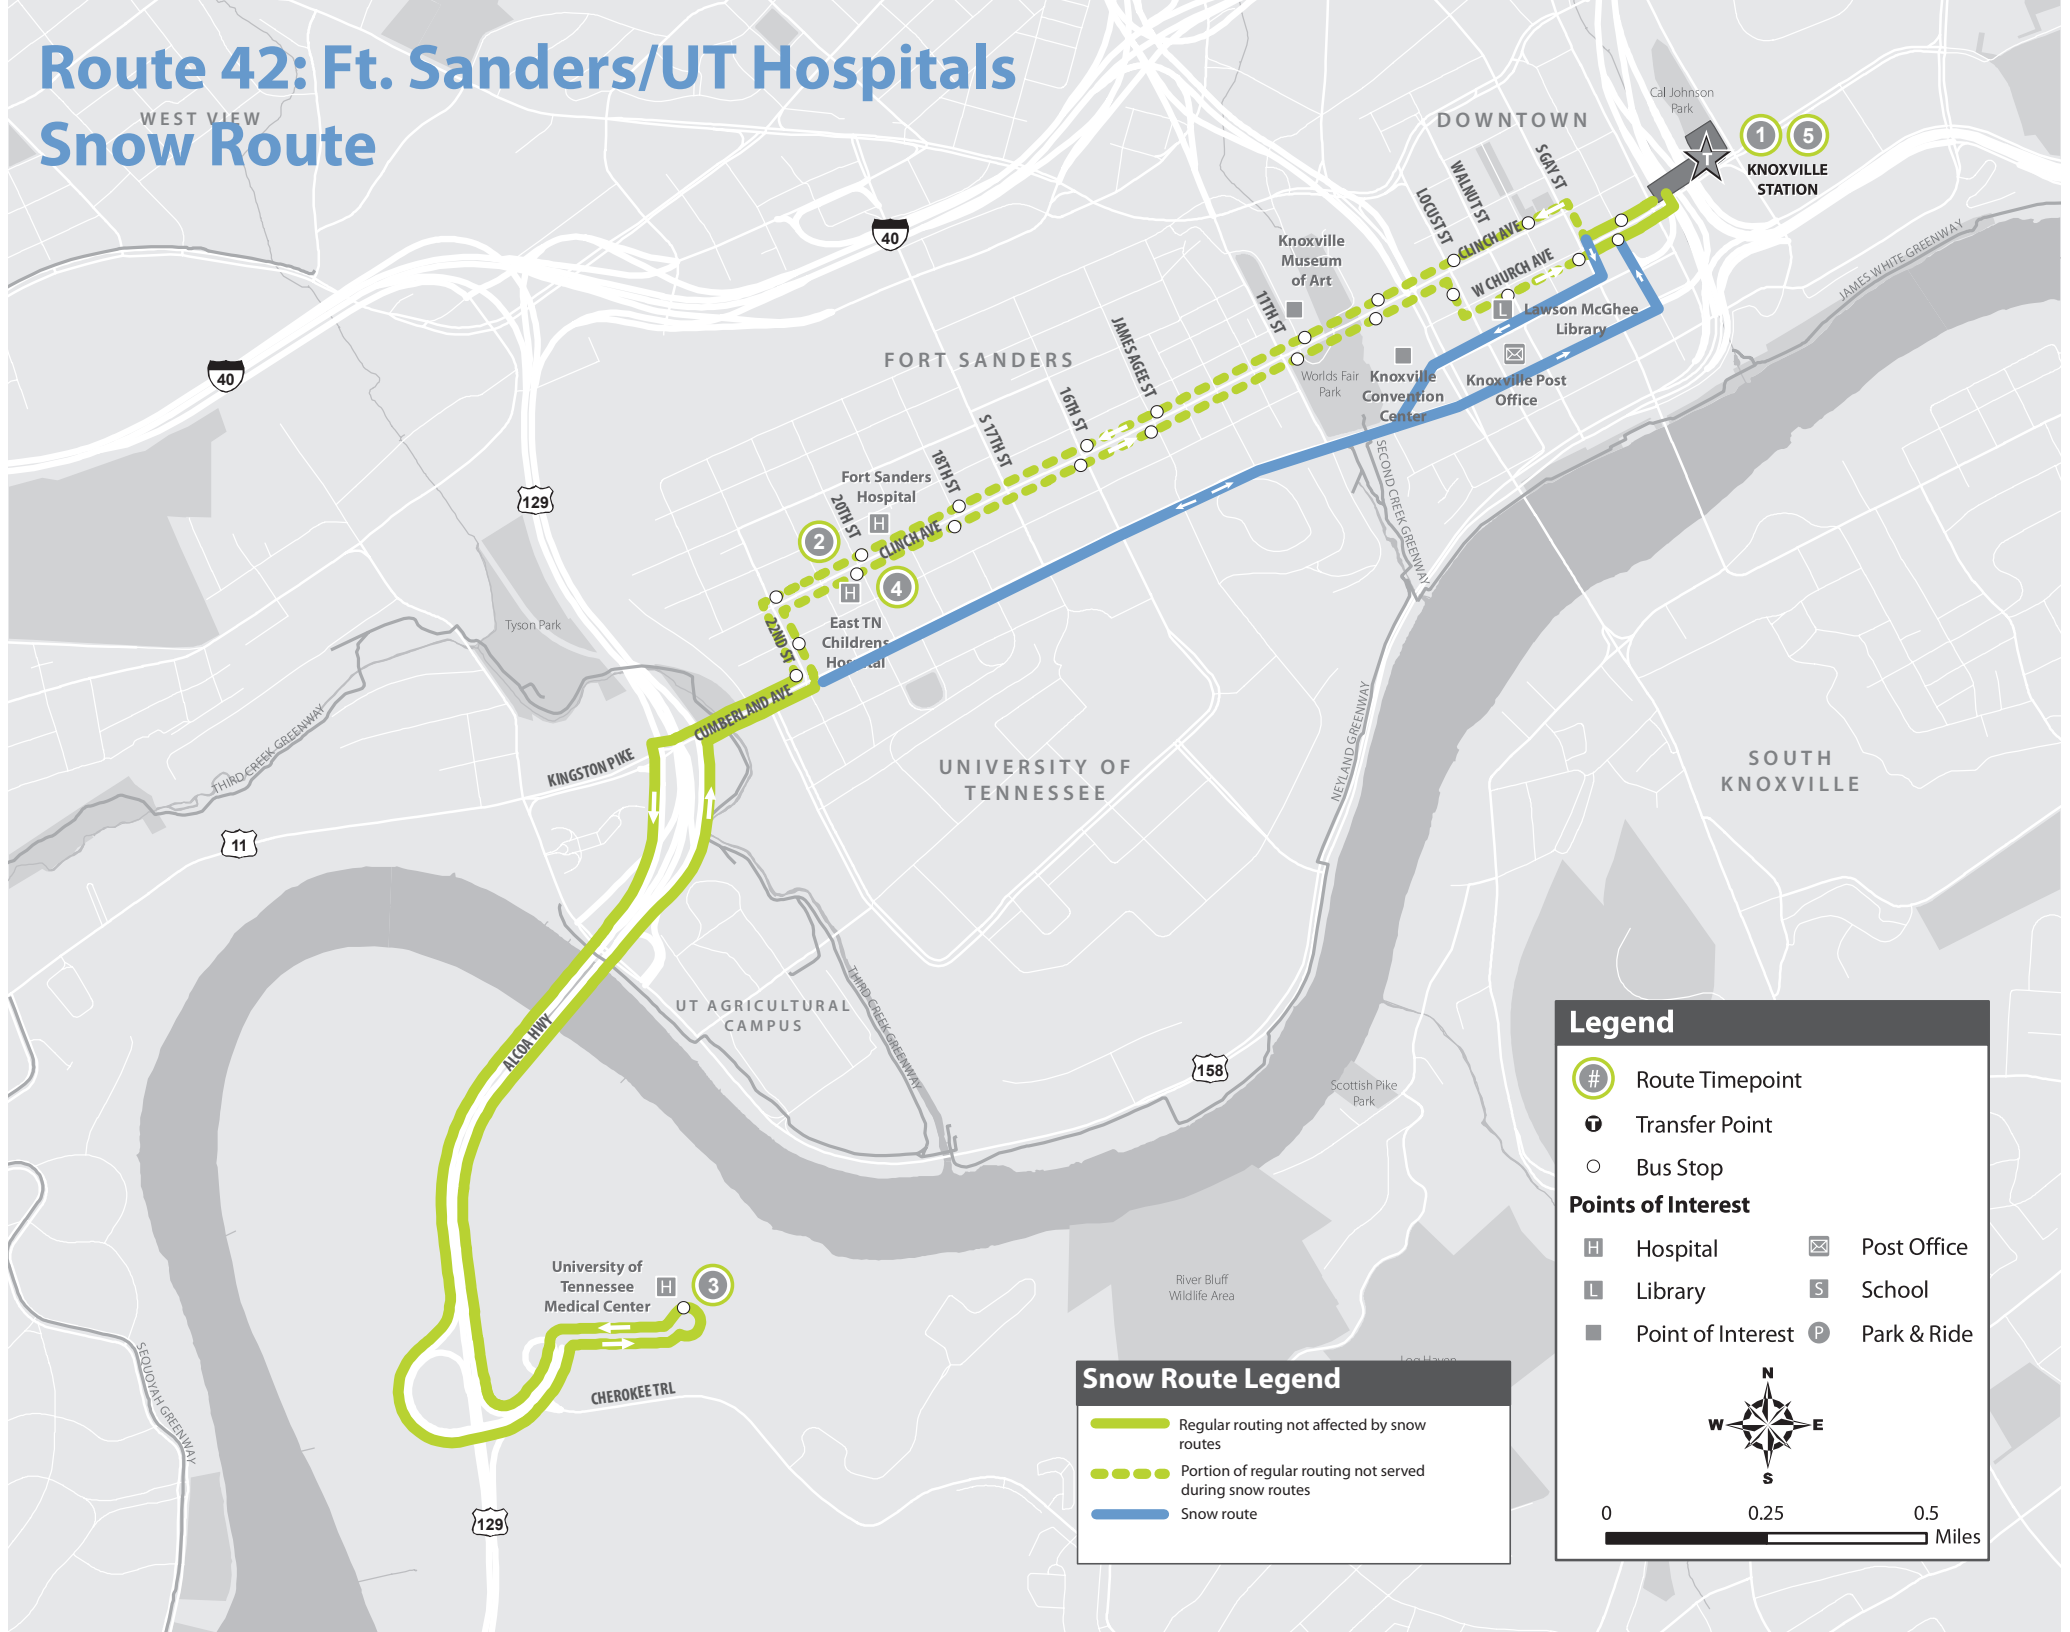 Route 42: Ft. Sanders/UT Hospitals
Snow Route
WEST VIEW
DOWNTOWN
Cal Johnson
Park
1
5
KNOXVILLE
STATION
T
S GAY ST
WALNUT ST
LOCUST ST
CLINCH AVE
W CHURCH AVE
JAMES WHITE GREENWAY
40
40
Knoxville
Museum
of Art
11TH ST
L
Lawson McGhee
Library
JAMES AGEE ST
FORT SANDERS
Worlds Fair
Park
Knoxville
Convention
Center
Knoxville Post
Office
16TH ST
S 17TH ST
18TH ST
20TH ST
Fort Sanders
Hospital
H
129
SECOND CREEK GREENWAY
2
CLINCH AVE
4
H
East TN
Childrens
Hospital
22ND ST
Tyson Park
CUMBERLAND AVE
KINGSTON PIKE
THIRD CREEK GREENWAY
11
UNIVERSITY OF
TENNESSEE
NEYLAND GREENWAY
SOUTH
KNOXVILLE
UT AGRICULTURAL
CAMPUS
THIRD CREEK GREENWAY
ALCOA HWY
158
Scottish Pike
Park
River Bluff
Wildlife Area
University of
Tennessee
Medical Center
H
3
CHEROKEE TRL
SEQUOYAH GREENWAY
129
Snow Route Legend
Regular routing not affected by snow
routes
Portion of regular routing not served
during snow routes
Snow route
Legend
# Route Timepoint
T Transfer Point
Bus Stop
Points of Interest
H Hospital
Post Office
L Library
S School
Point of Interest
P Park & Ride
N
W E
S
0 0.25 0.5
Miles